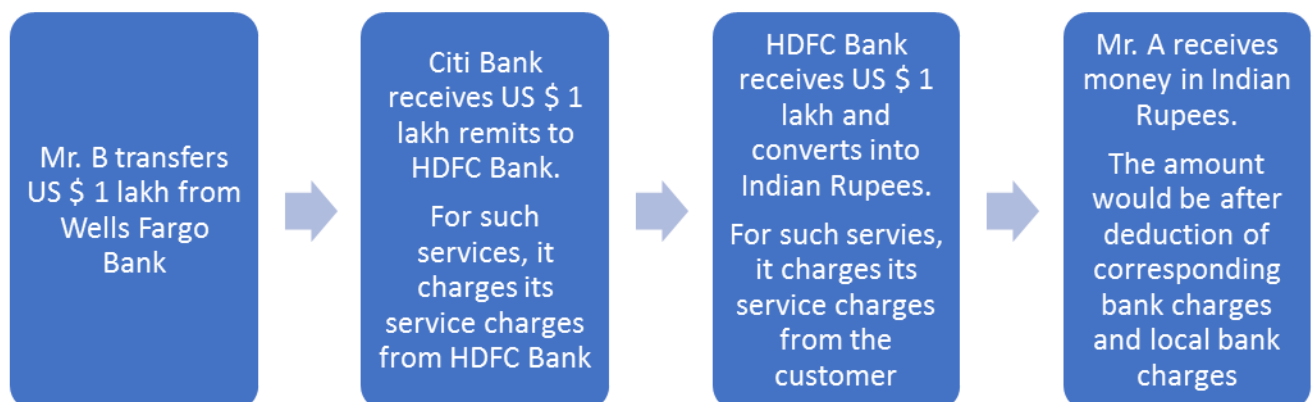 Mr. B transfers
US $ 1 lakh from
Wells Fargo
Bank
Citi Bank
receives US $ 1
lakh remits to
HDFC Bank.
For such
services, it
charges its
service charges
from HDFC Bank
HDFC Bank
receives US $ 1
lakh and
converts into
Indian Rupees.
For such servies,
it charges its
service charges
from the
customer
Mr. A receives
money in Indian
Rupees.
The amount
would be after
deduction of
corresponding
bank charges
and local bank
charges